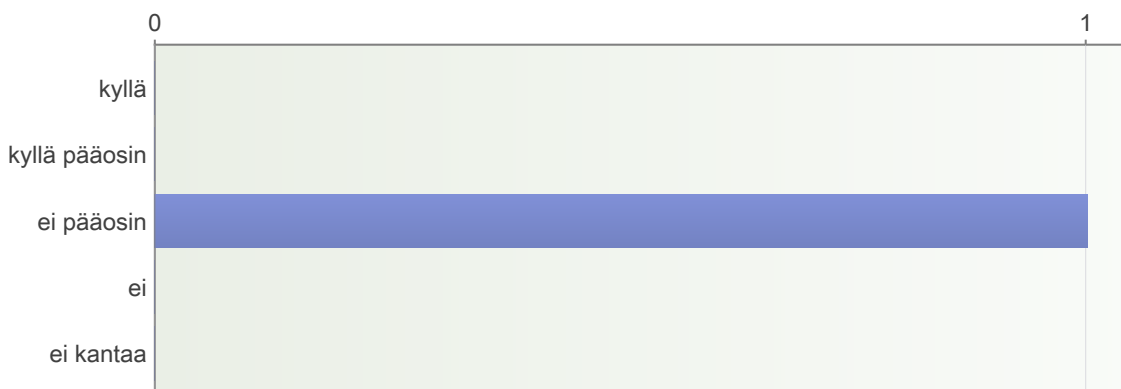 0 1
kyllä
kyllä pääosin
ei pääosin
ei
ei kantaa